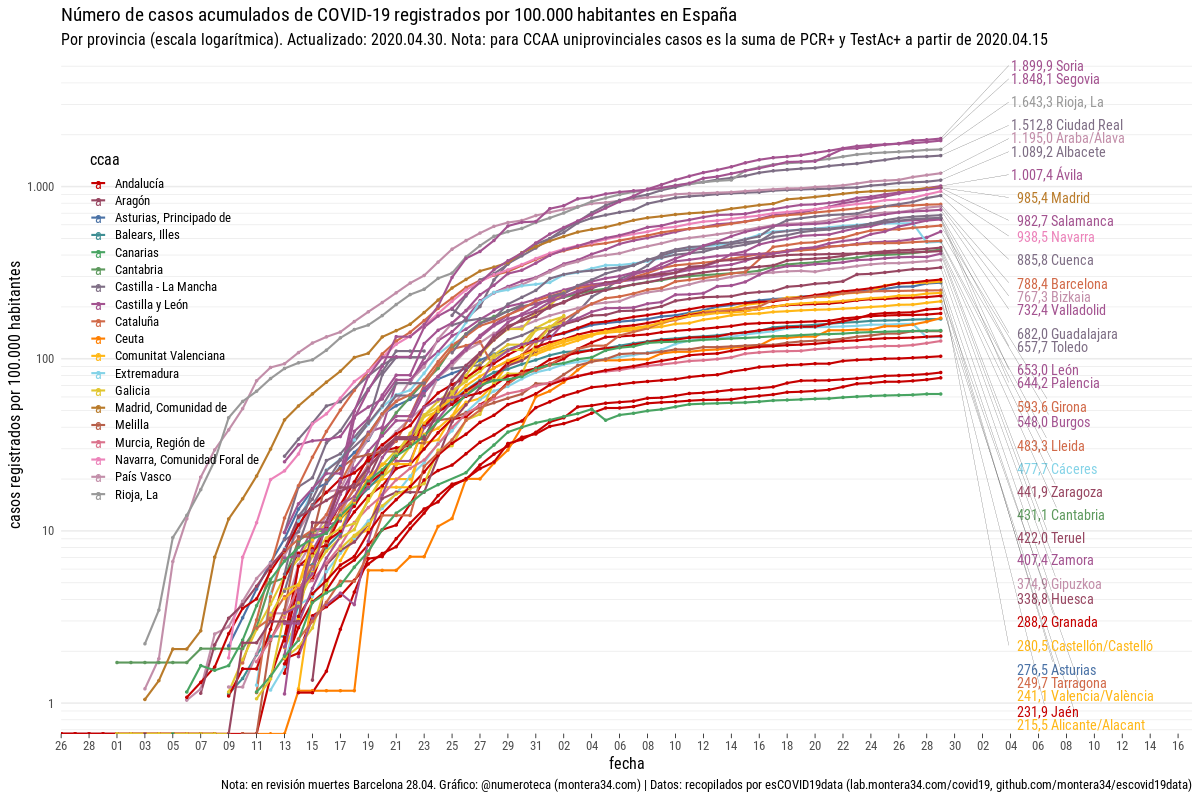 Número de casos acumulados de COVID-19 registrados por 100.000 habitantes en España
Por provincia (escala logarítmica). Actualizado: 2020.04.30. Nota: para CCAA uniprovinciales casos es la suma de PCR+ y TestAc+ a partir de 2020.04.15
casos registrados por 100.000 habitantes
1.000
100
10
1
ccaa
Andalucía
Aragón
Asturias, Principado de
Balears, Illes
Canarias
Cantabria
Castilla - La Mancha
Castilla y León
Cataluña
Ceuta
Comunitat Valenciana
Extremadura
Galicia
Madrid, Comunidad de
Melilla
Murcia, Región de
Navarra, Comunidad Foral de
País Vasco
Rioja, La
1.899,9 Soria
1.848,1 Segovia
1.643,3 Rioja, La
1.512,8 Ciudad Real
1.195,0 Araba/Álava
1.089,2 Albacete
1.007,4 Ávila
985,4 Madrid
982,7 Salamanca
938,5 Navarra
885,8 Cuenca
788,4 Barcelona
767,3 Bizkaia
732,4 Valladolid
682,0 Guadalajara
657,7 Toledo
653,0 León
644,2 Palencia
593,6 Girona
548,0 Burgos
483,3 Lleida
477,7 Cáceres
441,9 Zaragoza
431,1 Cantabria
422,0 Teruel
407,4 Zamora
374,9 Gipuzkoa
338,8 Huesca
288,2 Granada
280,5 Castellón/Castelló
276,5 Asturias
249,7 Tarragona
241,1 Valencia/València
231,9 Jaén
215,5 Alicante/Alacant
26 28 01 03 05 07 09 11 13 15 17 19 21 23 25 27 29 31 02 04 06 08 10 12 14 16 18 20 22 24 26 28 30 02 04 06 08 10 12 14 16
fecha
Nota: en revisión muertes Barcelona 28.04. Gráfico: @numeroteca (montera34.com) | Datos: recopilados por esCOVID19data (lab.montera34.com/covid19, github.com/montera34/escovid19data)